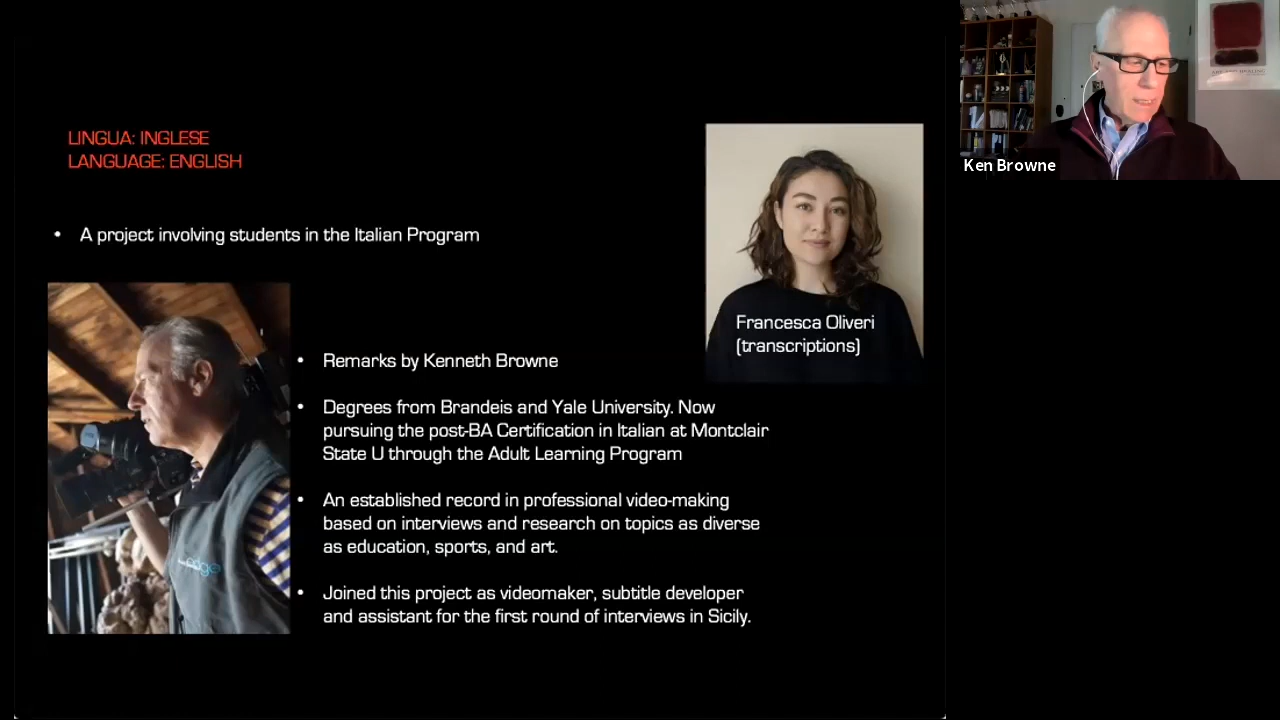 LINGUA: INGLESE
LANGUAGE: ENGLISH
• A project involving students in the Italian Program
Francesca Oliveri
(transcriptions)
• Remarks by Kenneth Browne
• Degrees from Brandeis and Yale University. Now
pursuing the post-BA Certification in Italian at Montclair
State U through the Adult Learning Program
• An established record in professional video-making
based on interviews and research on topics as diverse
as education, sports, and art.
• Joined this project as videomaker, subtitle developer
and assistant for the first round of interviews in Sicily.
Ken Browne